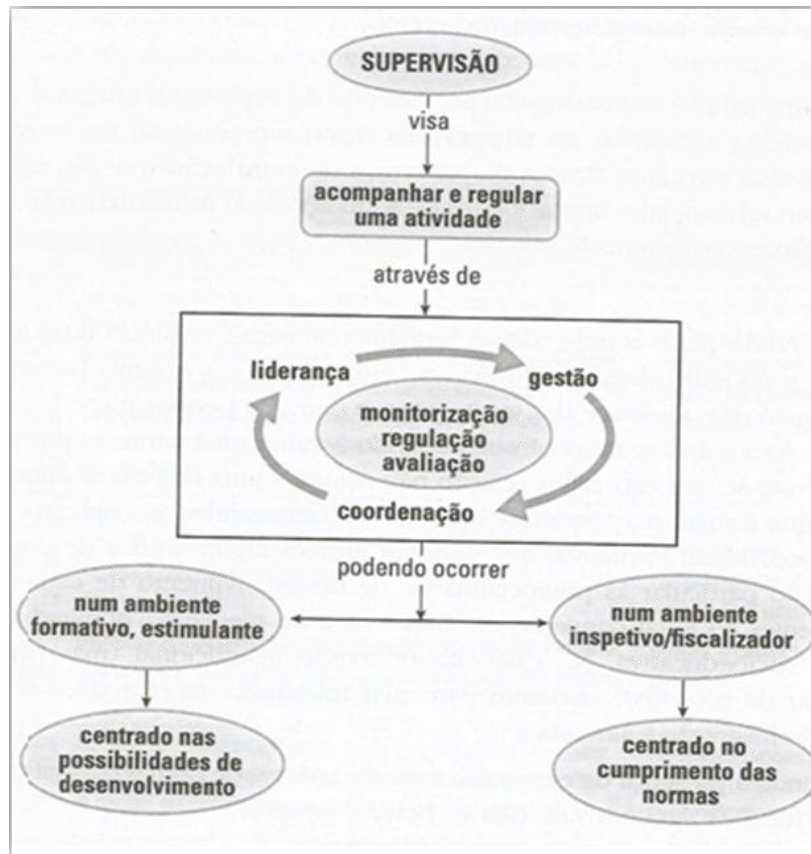 SUPERVISÃO
visa
acompanhar e regular
uma atividade
através de
liderança
gestão
monitorização
regulação
avaliação
coordenação
podendo ocorrer
num ambiente
formativo, estimulante
num ambiente
inspetivo/fiscalizador
centrado nas
possibilidades de
desenvolvimento
centrado no
cumprimento das
normas